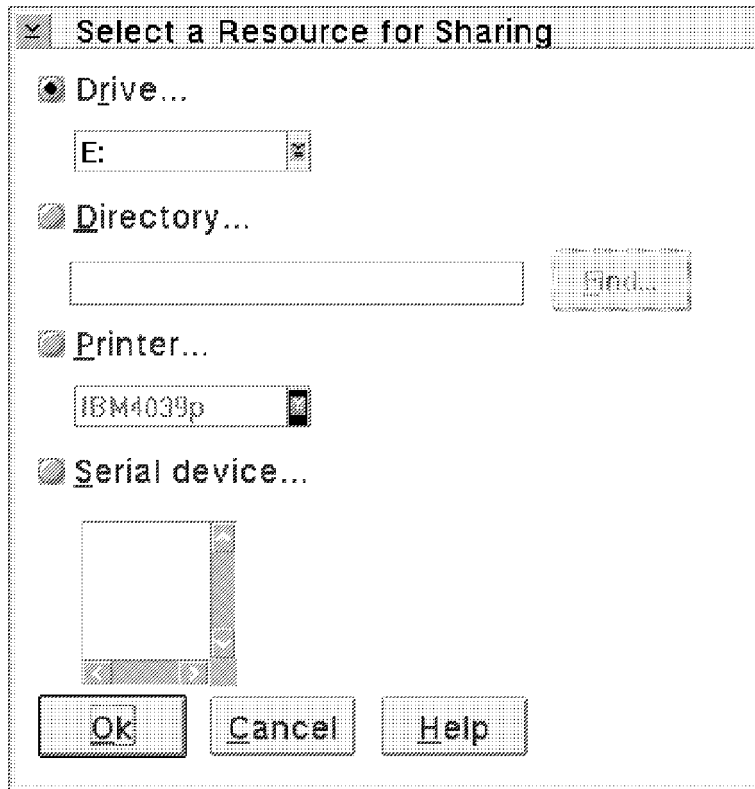 Select a Resource for Sharing
Drive...
E:
Directory...
Find...
Printer...
IBM4039p
Serial device...
Ok Cancel Help